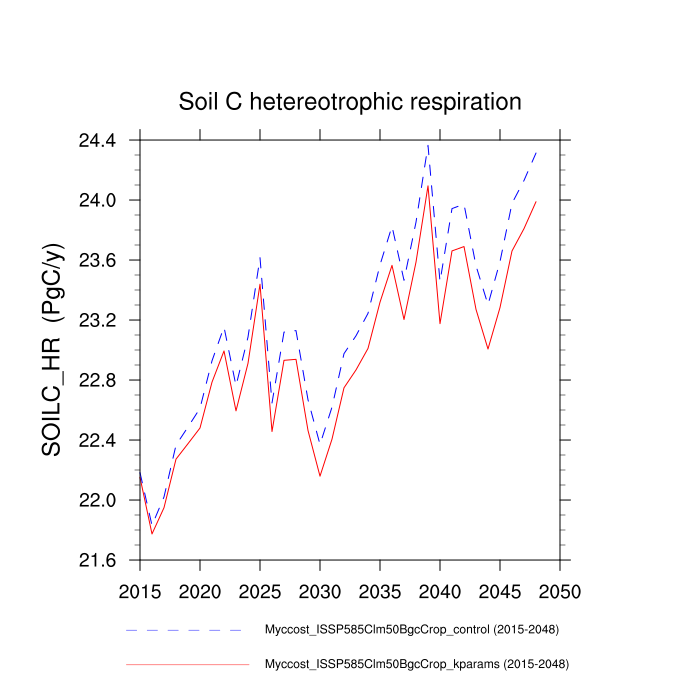 Soil C hetereotrophic respiration
SOILC_HR (PgC/y)
24.4
24.0
23.6
23.2
22.8
22.4
22.0
21.6
2015 2020 2025 2030 2035 2040 2045 2050
Myccost_ISSP585Clm50BgcCrop_control (2015-2048)
Myccost_ISSP585Clm50BgcCrop_kparams (2015-2048)